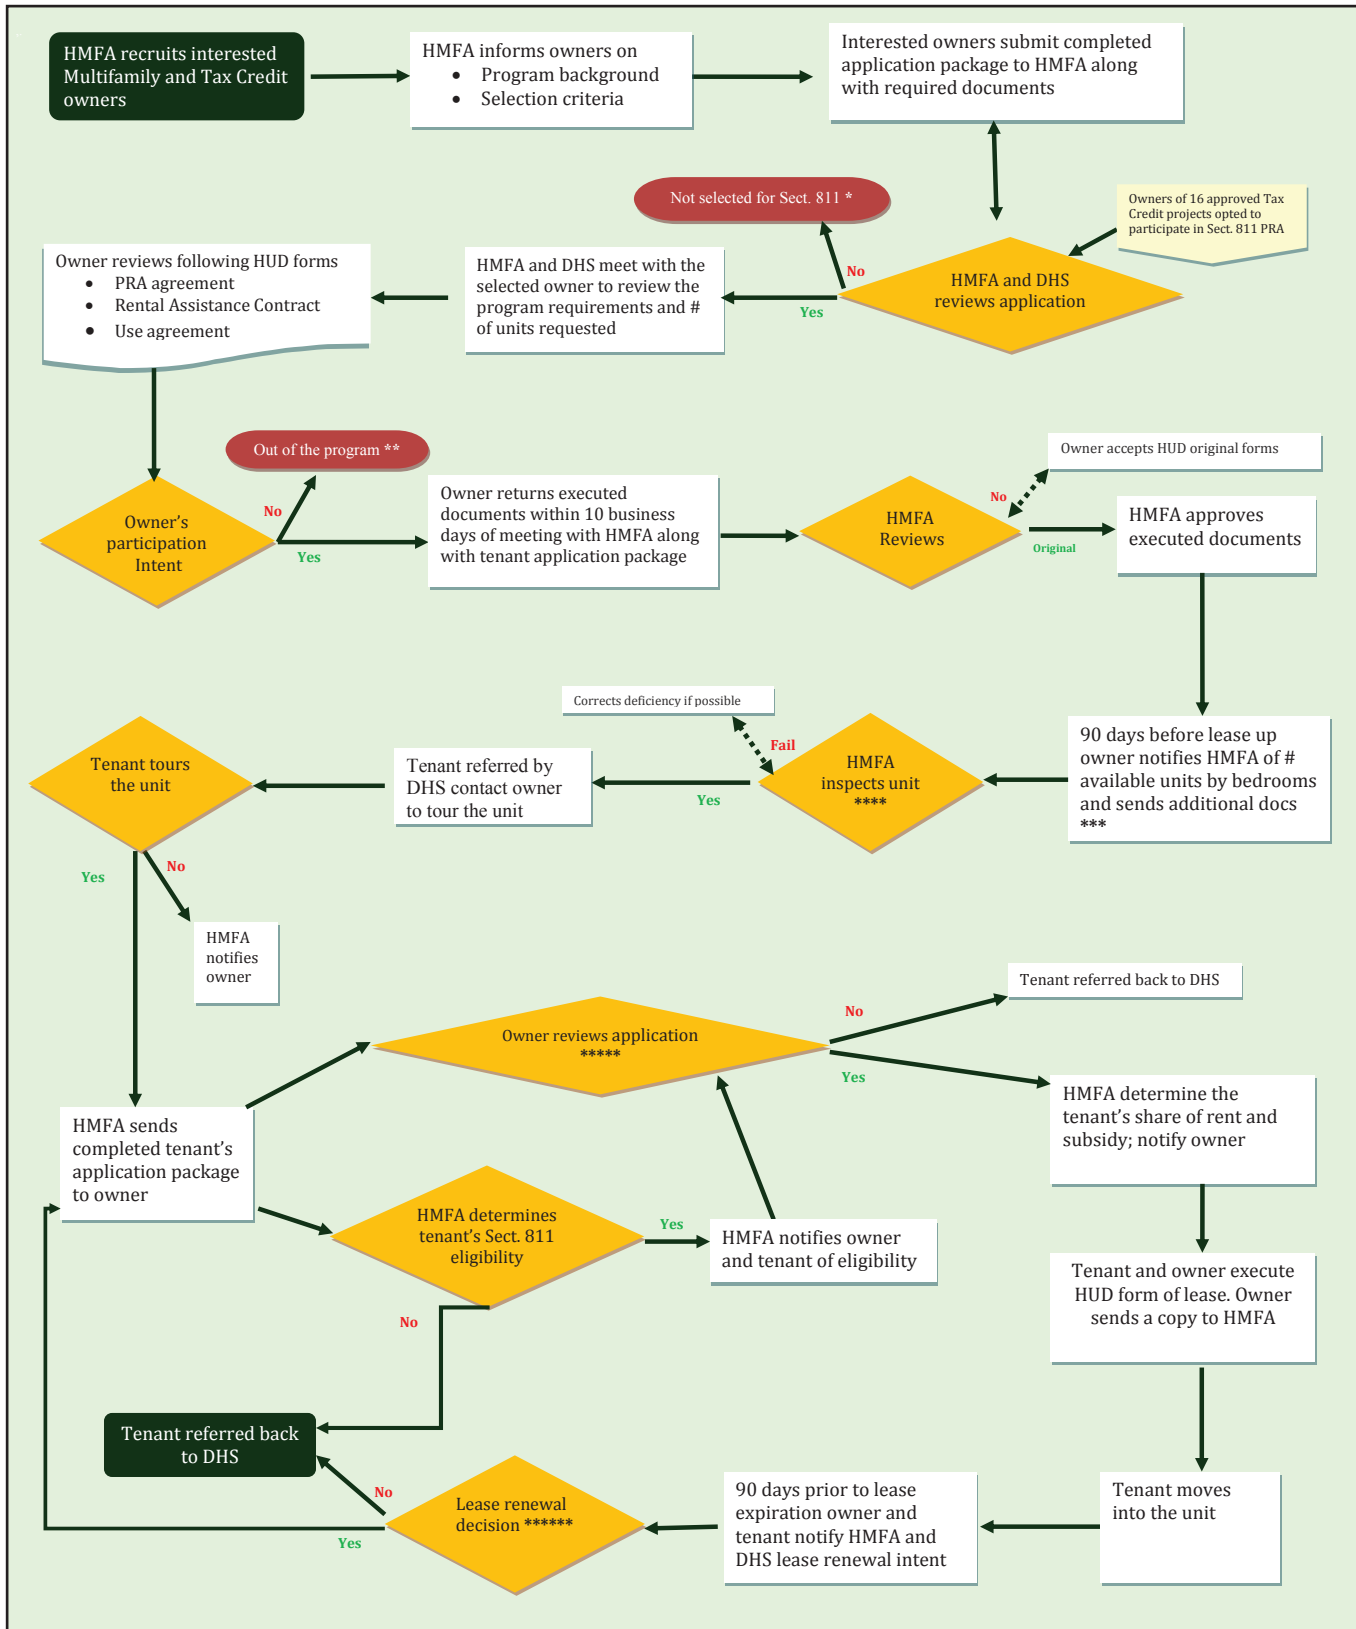 HMFA recruits interested
Multifamily and Tax Credit
owners
HMFA informs owners on
• Program background
• Selection criteria
Interested owners submit completed
application package to HMFA along
with required documents
Not selected for Sect. 811 *
Owners of 16 approved Tax
Credit projects opted to
participate in Sect. 811 PRA
Owner reviews following HUD forms
• PRA agreement
• Rental Assistance Contract
• Use agreement
HMFA and DHS meet with the
selected owner to review the
program requirements and #
of units requested
No
Yes
HMFA and DHS
reviews application
Out of the program **
Owner accepts HUD original forms
Owner's
participation
Intent
No
Yes
Owner returns executed
documents within 10 business
days of meeting with HMFA along
with tenant application package
HMFA
Reviews
No
Original
HMFA approves
executed documents
Corrects deficiency if possible
Tenant tours
the unit
Tenant referred by
DHS contact owner
to tour the unit
Yes
Fail
HMFA
inspects unit
****
90 days before lease up
owner notifies HMFA of #
available units by bedrooms
and sends additional docs
***
Yes
No
HMFA
notifies
owner
Tenant referred back to DHS
Owner reviews application
*****
No
Yes
HMFA sends
completed tenant's
application package
to owner
HMFA determine the
tenant's share of rent and
subsidy; notify owner
HMFA determines
tenant's Sect. 811
eligibility
Yes
No
HMFA notifies owner
and tenant of eligibility
Tenant and owner execute
HUD form of lease. Owner
sends a copy to HMFA
Tenant referred back
to DHS
No
Yes
Lease renewal
decision ******
90 days prior to lease
expiration owner and
tenant notify HMFA and
DHS lease renewal intent
Tenant moves
into the unit